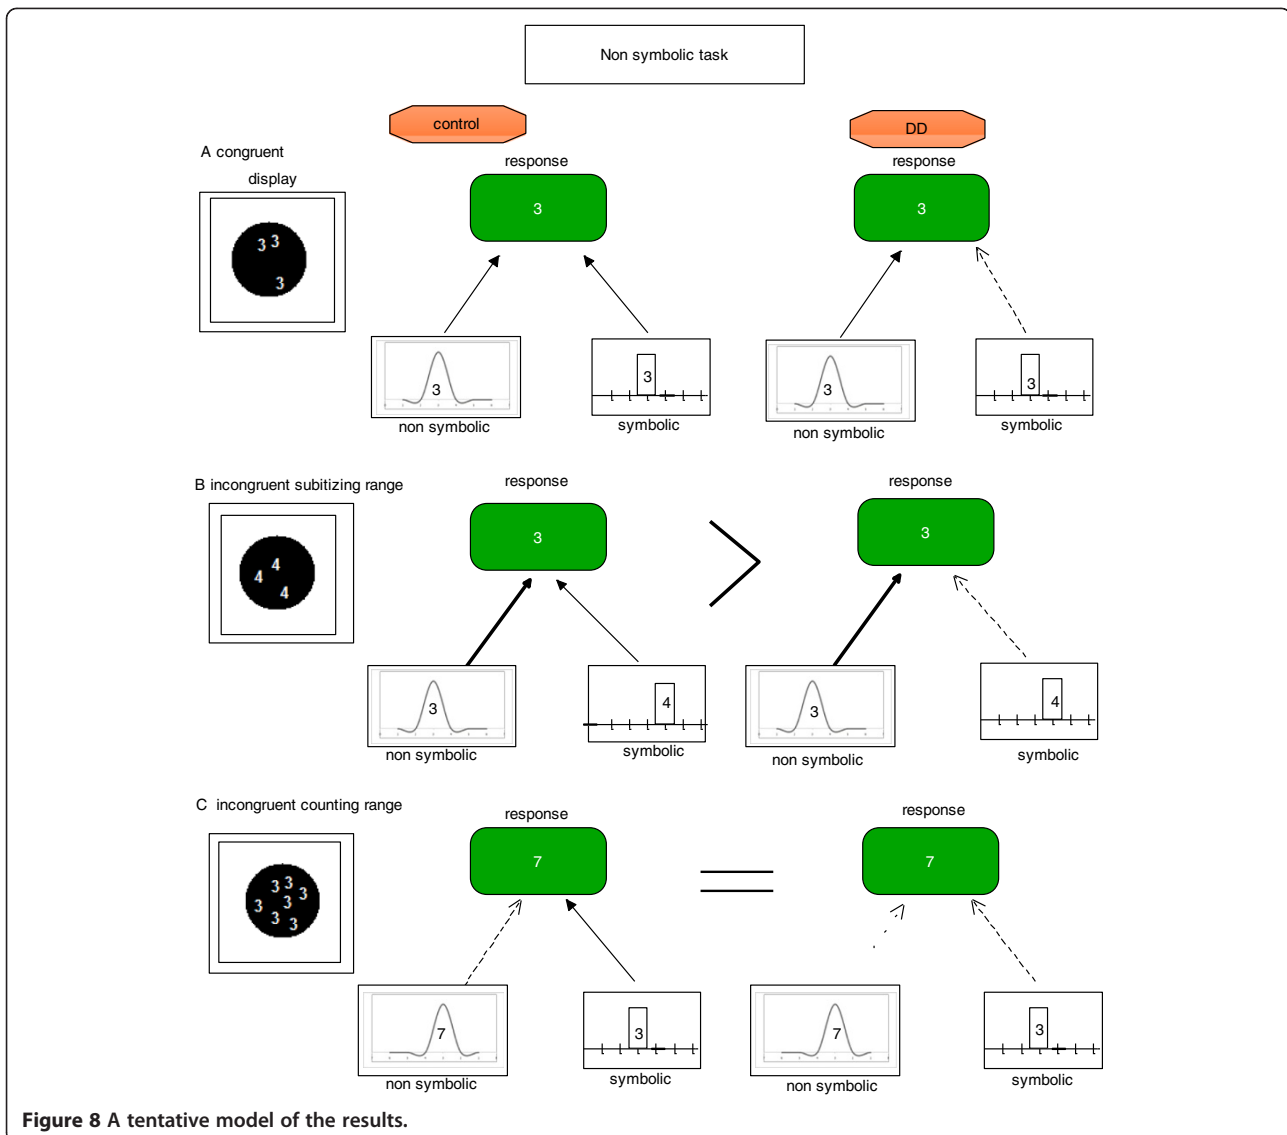 Non symbolic task
control
DD
A congruent
display
response
response
3 3
3
3
3
3
3
3
3
non symbolic
symbolic
non symbolic
symbolic
B incongruent subitizing range
response
response
4
4
4
3
3
3
4
3
4
non symbolic
symbolic
non symbolic
symbolic
C incongruent counting range
response
response
3 3
3
3
3
3
3
7
7
7
3
7
3
non symbolic
symbolic
non symbolic
symbolic
Figure 8 A tentative model of the results.